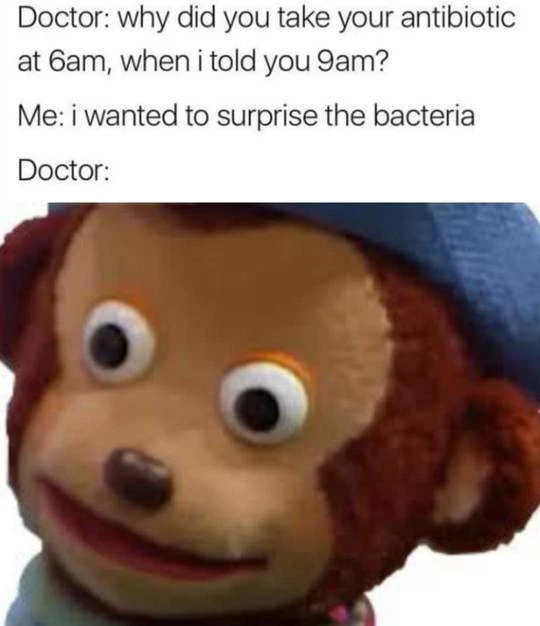 Doctor: why did you take your antibiotic
at 6am, when i told you 9am?
Me: i wanted to surprise the bacteria
Doctor: